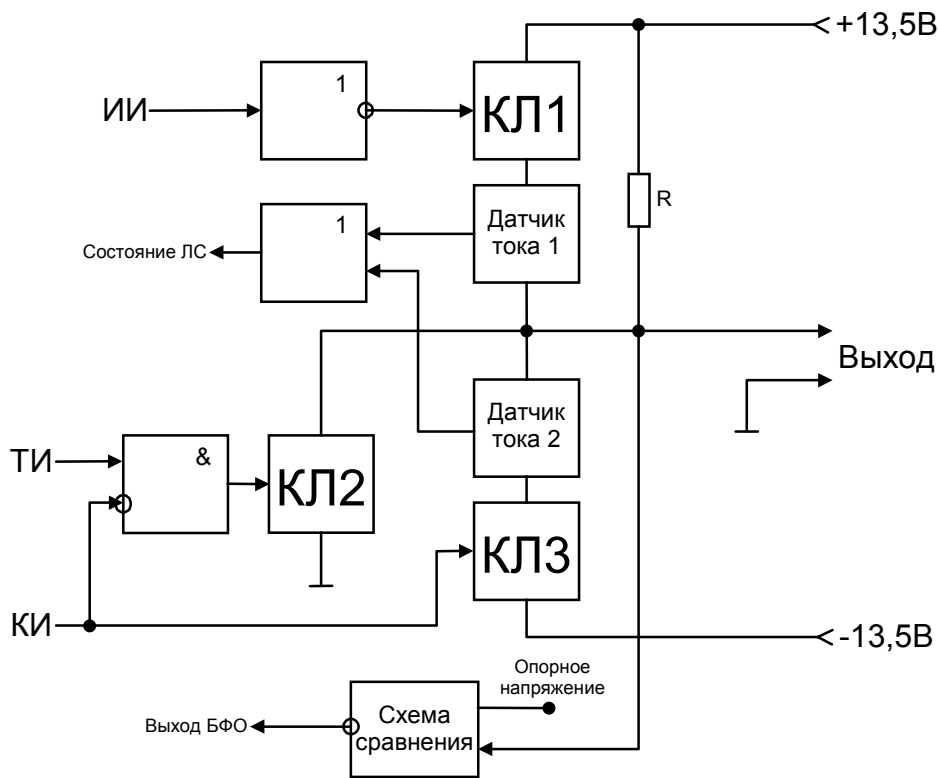 +13,5В
ИИ
1
КЛ1
R
Датчик
тока 1
1
Состояние ЛС
Выход
Датчик
тока 2
ТИ
&
КЛ2
КЛ3
КИ
-13,5В
Опорное
напряжение
Выход БФО
Схема
сравнения